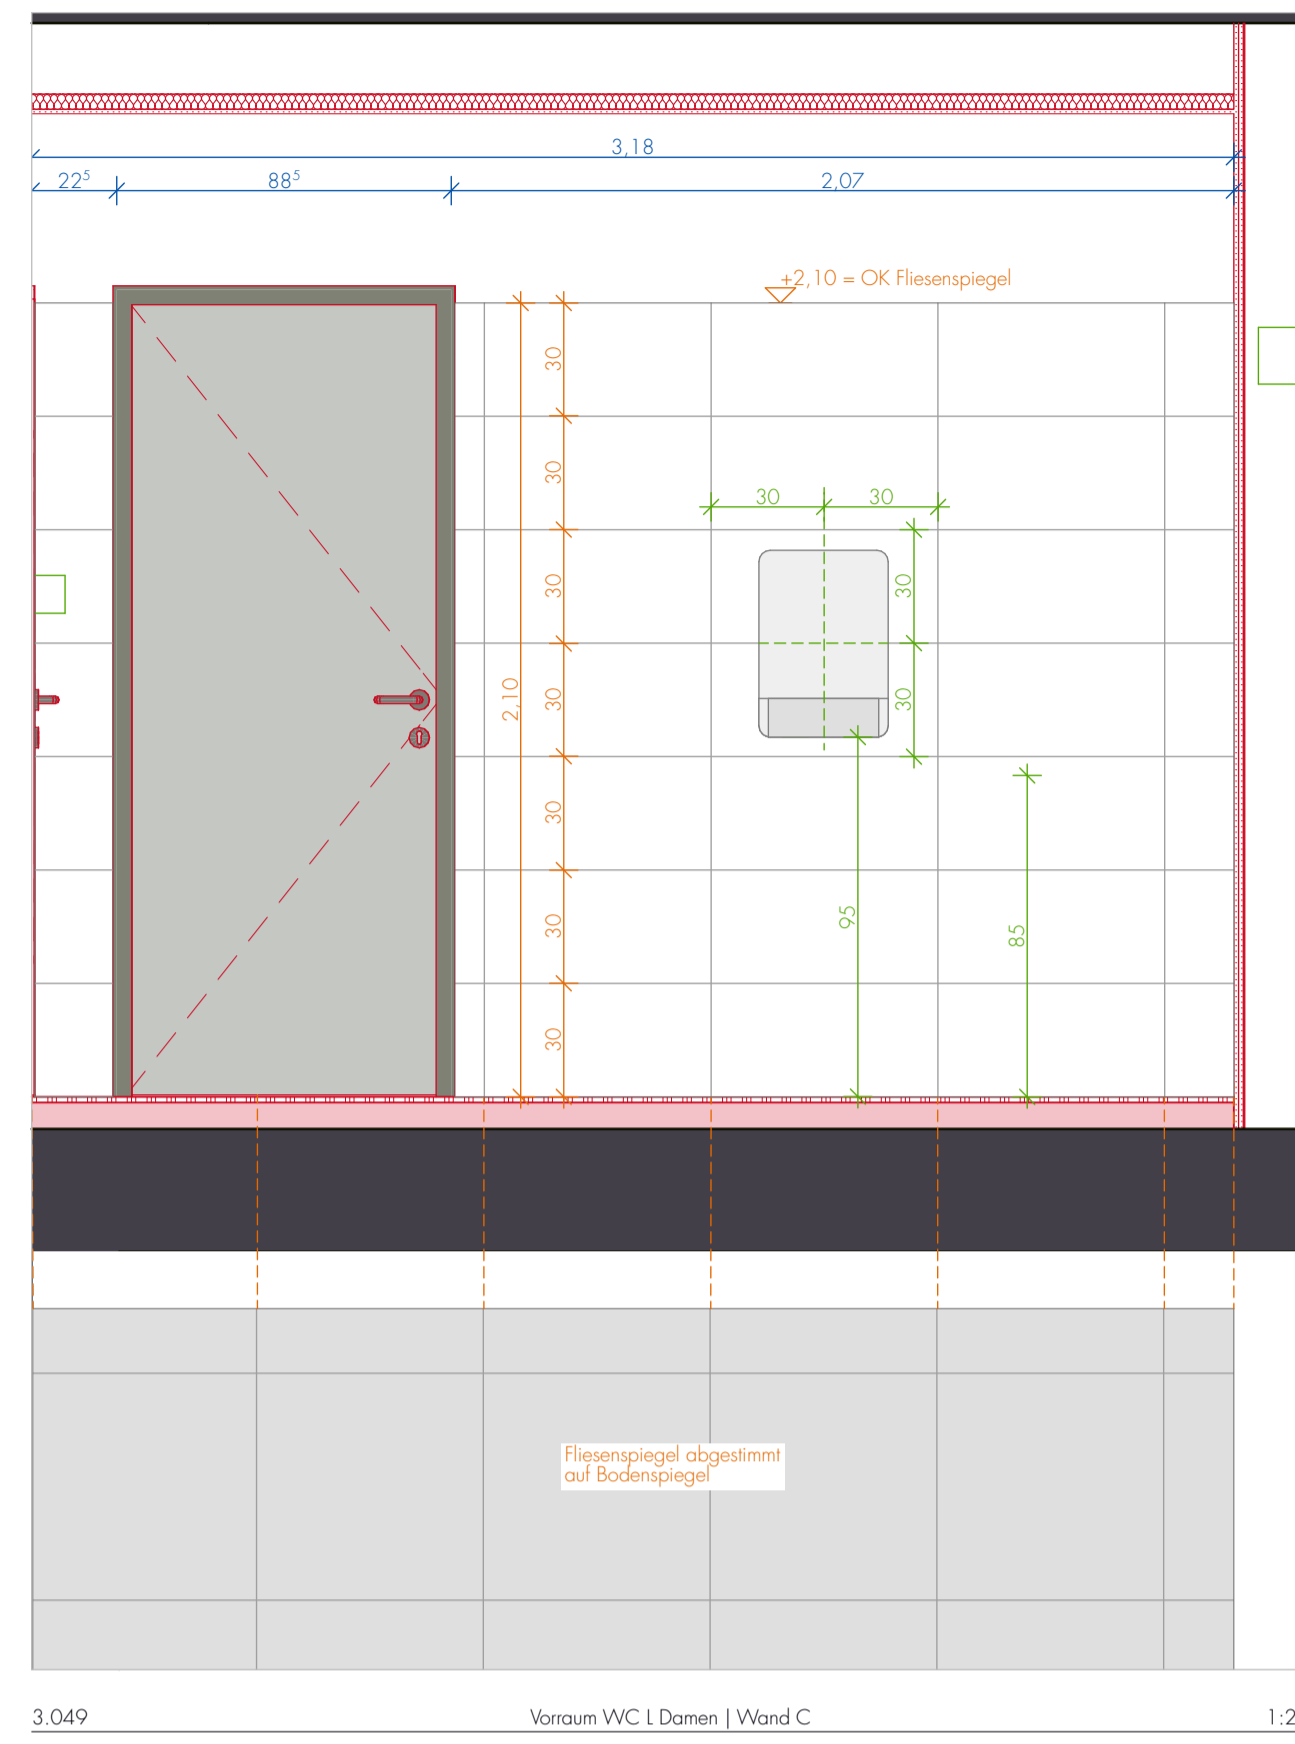 3,18
22⁵ 88⁵ 2,07
+2,10 = OK Fliesenspiegel
30
30
30
30
30
30
30
2,10
30 30
30
30
95
85
Fliesenspiegel abgestimmt
auf Bodenspiegel
3.049 Vorraum WC L Damen | Wand C 1:2